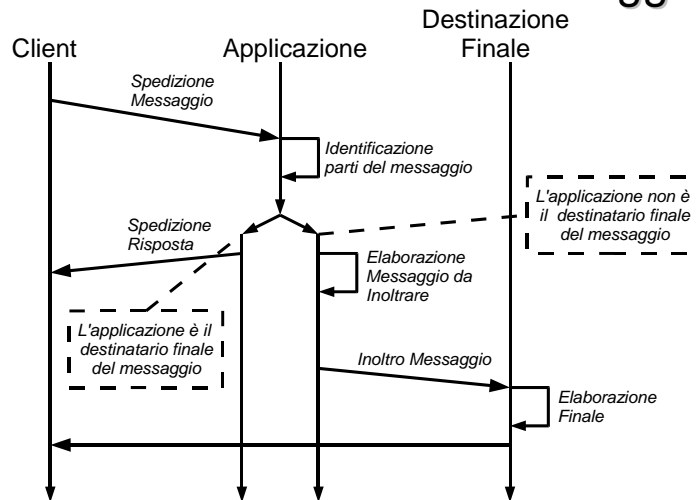 Client
Applicazione
Destinazione
Finale
Spedizione
Messaggio
Identificazione
parti del messaggio
L'applicazione non è
il destinatario finale
del messaggio
Spedizione
Risposta
Elaborazione
Messaggio da
Inoltrare
L'applicazione è il
destinatario finale
del messaggio
Inoltro Messaggio
Elaborazione
Finale